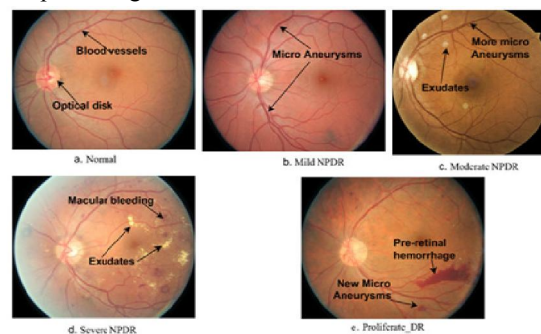 Blood vessels
Optical disk
a. Normal
Micro Aneurysms
b. Mild NPDR
More micro
Aneurysms
Exudates
c. Moderate NPDR
Macular bleeding
Exudates
d. Severe NPDR
Pre-retinal
hemorrhage
New Micro
Aneurysms
e. Proliferate_DR